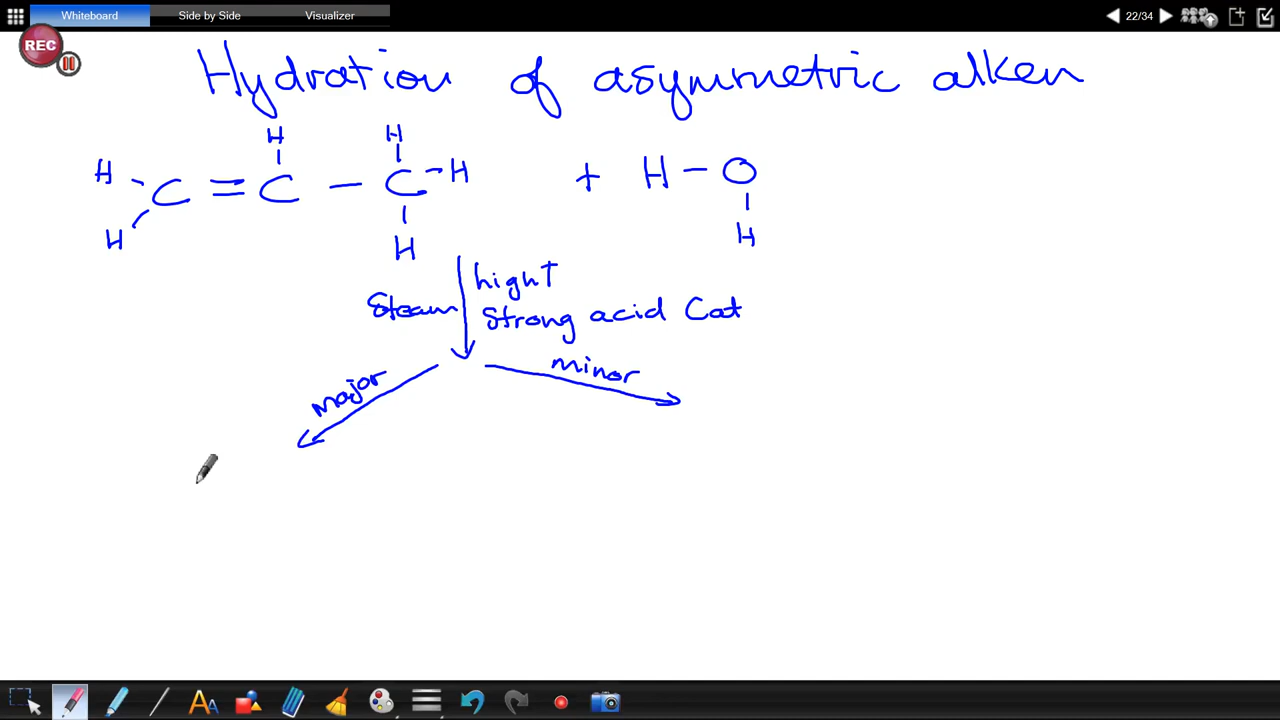 Whiteboard Side by Side Visualizer 22/34
REC
Hydration of asymmetric alken
H H H
C = C - C - H + H - O
H H H
high T
Steam Strong acid Cat
major minor
A A